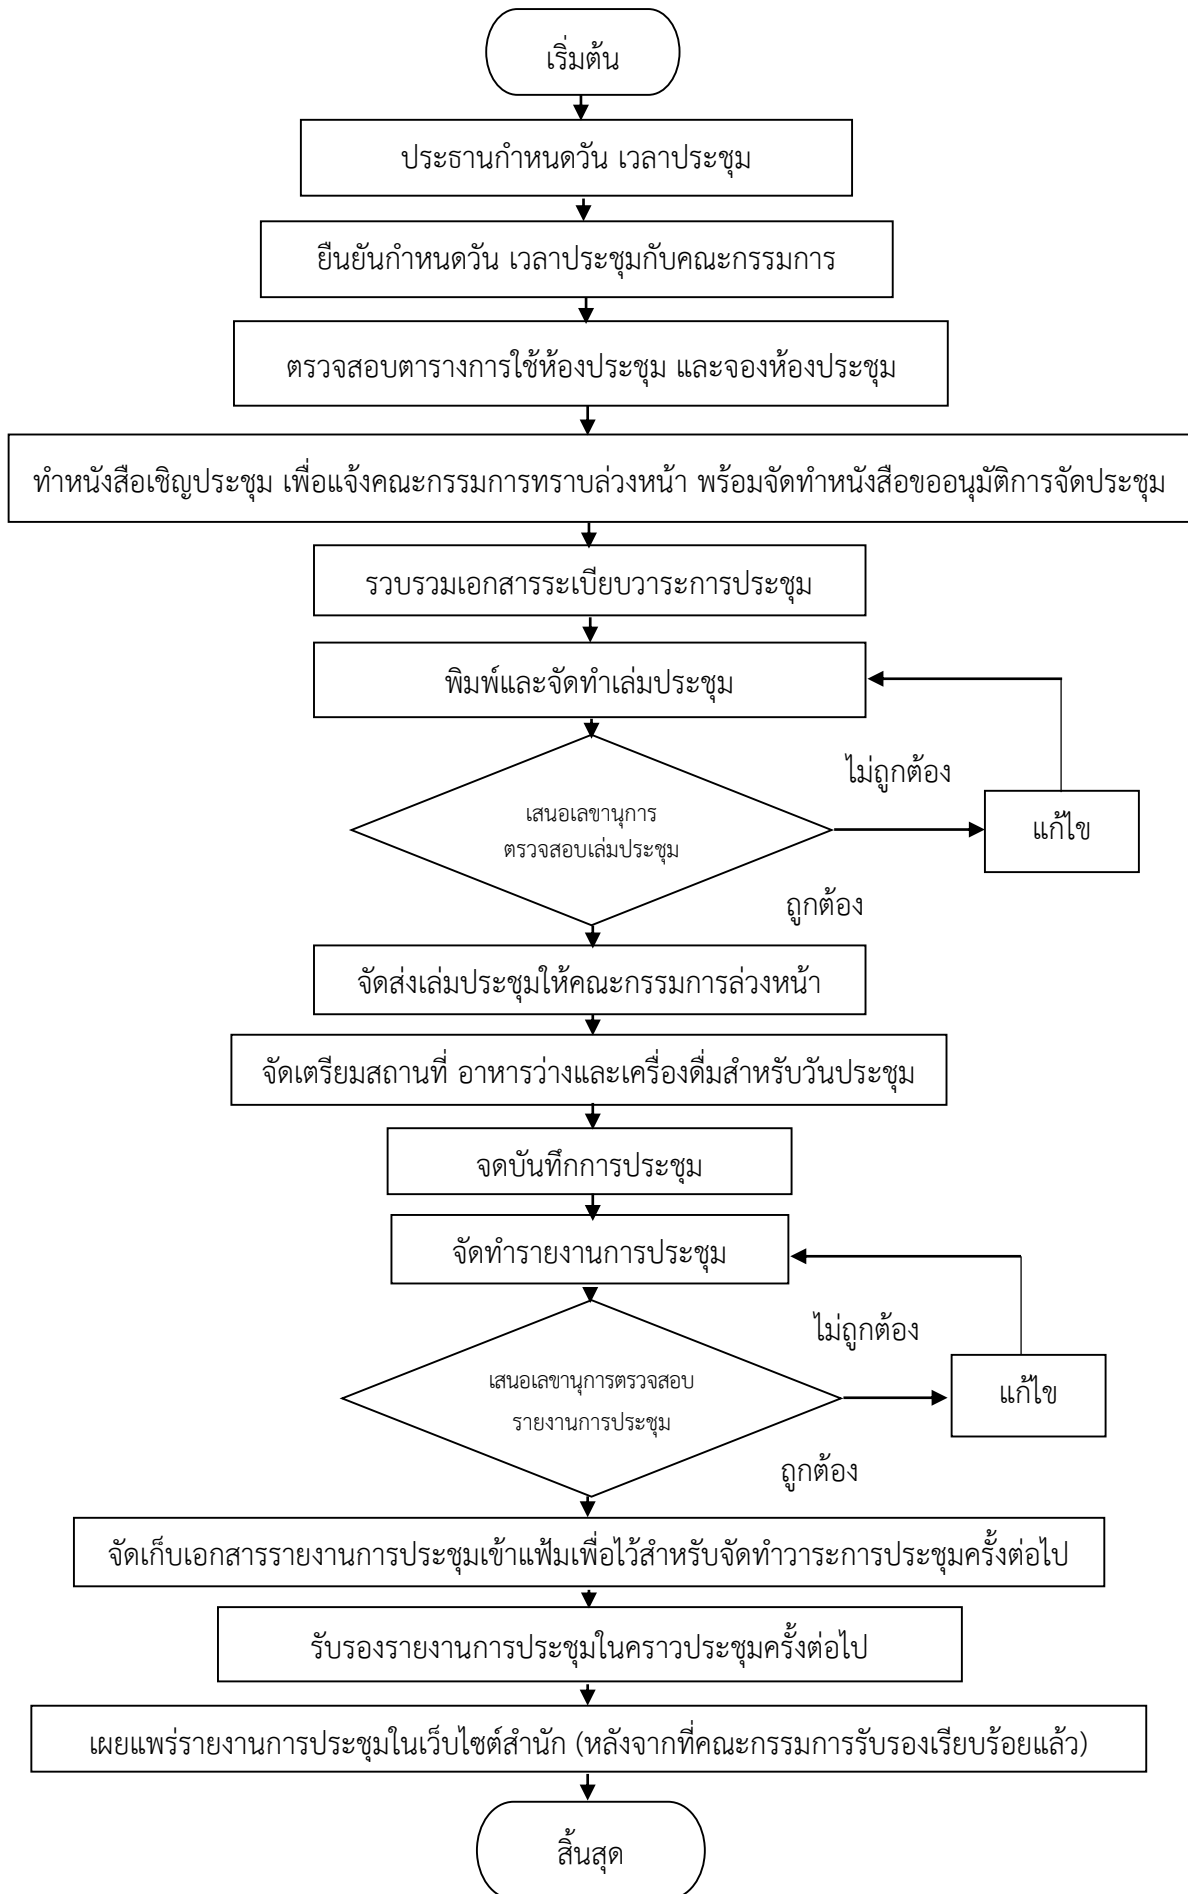 เริ่มต้น
ประธานกำหนดวัน เวลาประชุม
ยืนยันกำหนดวัน เวลาประชุมกับคณะกรรมการ
ตรวจสอบตารางการใช้ห้องประชุม และจองห้องประชุม
ทำหนังสือเชิญประชุม เพื่อแจ้งคณะกรรมการทราบล่วงหน้า พร้อมจัดทำหนังสือขออนุมัติการจัดประชุม
รวบรวมเอกสารระเบียบวาระการประชุม
พิมพ์และจัดทำเล่มประชุม
ไม่ถูกต้อง
เสนอเลขานุการ
ตรวจสอบเล่มประชุม
แก้ไข
ถูกต้อง
จัดส่งเล่มประชุมให้คณะกรรมการล่วงหน้า
จัดเตรียมสถานที่ อาหารว่างและเครื่องดื่มสำหรับวันประชุม
จดบันทึกการประชุม
จัดทำรายงานการประชุม
ไม่ถูกต้อง
เสนอเลขานุการตรวจสอบ
รายงานการประชุม
แก้ไข
ถูกต้อง
จัดเก็บเอกสารรายงานการประชุมเข้าแฟ้มเพื่อไว้สำหรับจัดทำวาระการประชุมครั้งต่อไป
รับรองรายงานการประชุมในคราวประชุมครั้งต่อไป
เผยแพร่รายงานการประชุมในเว็บไซต์สำนัก (หลังจากที่คณะกรรมการรับรองเรียบร้อยแล้ว)
สิ้นสุด